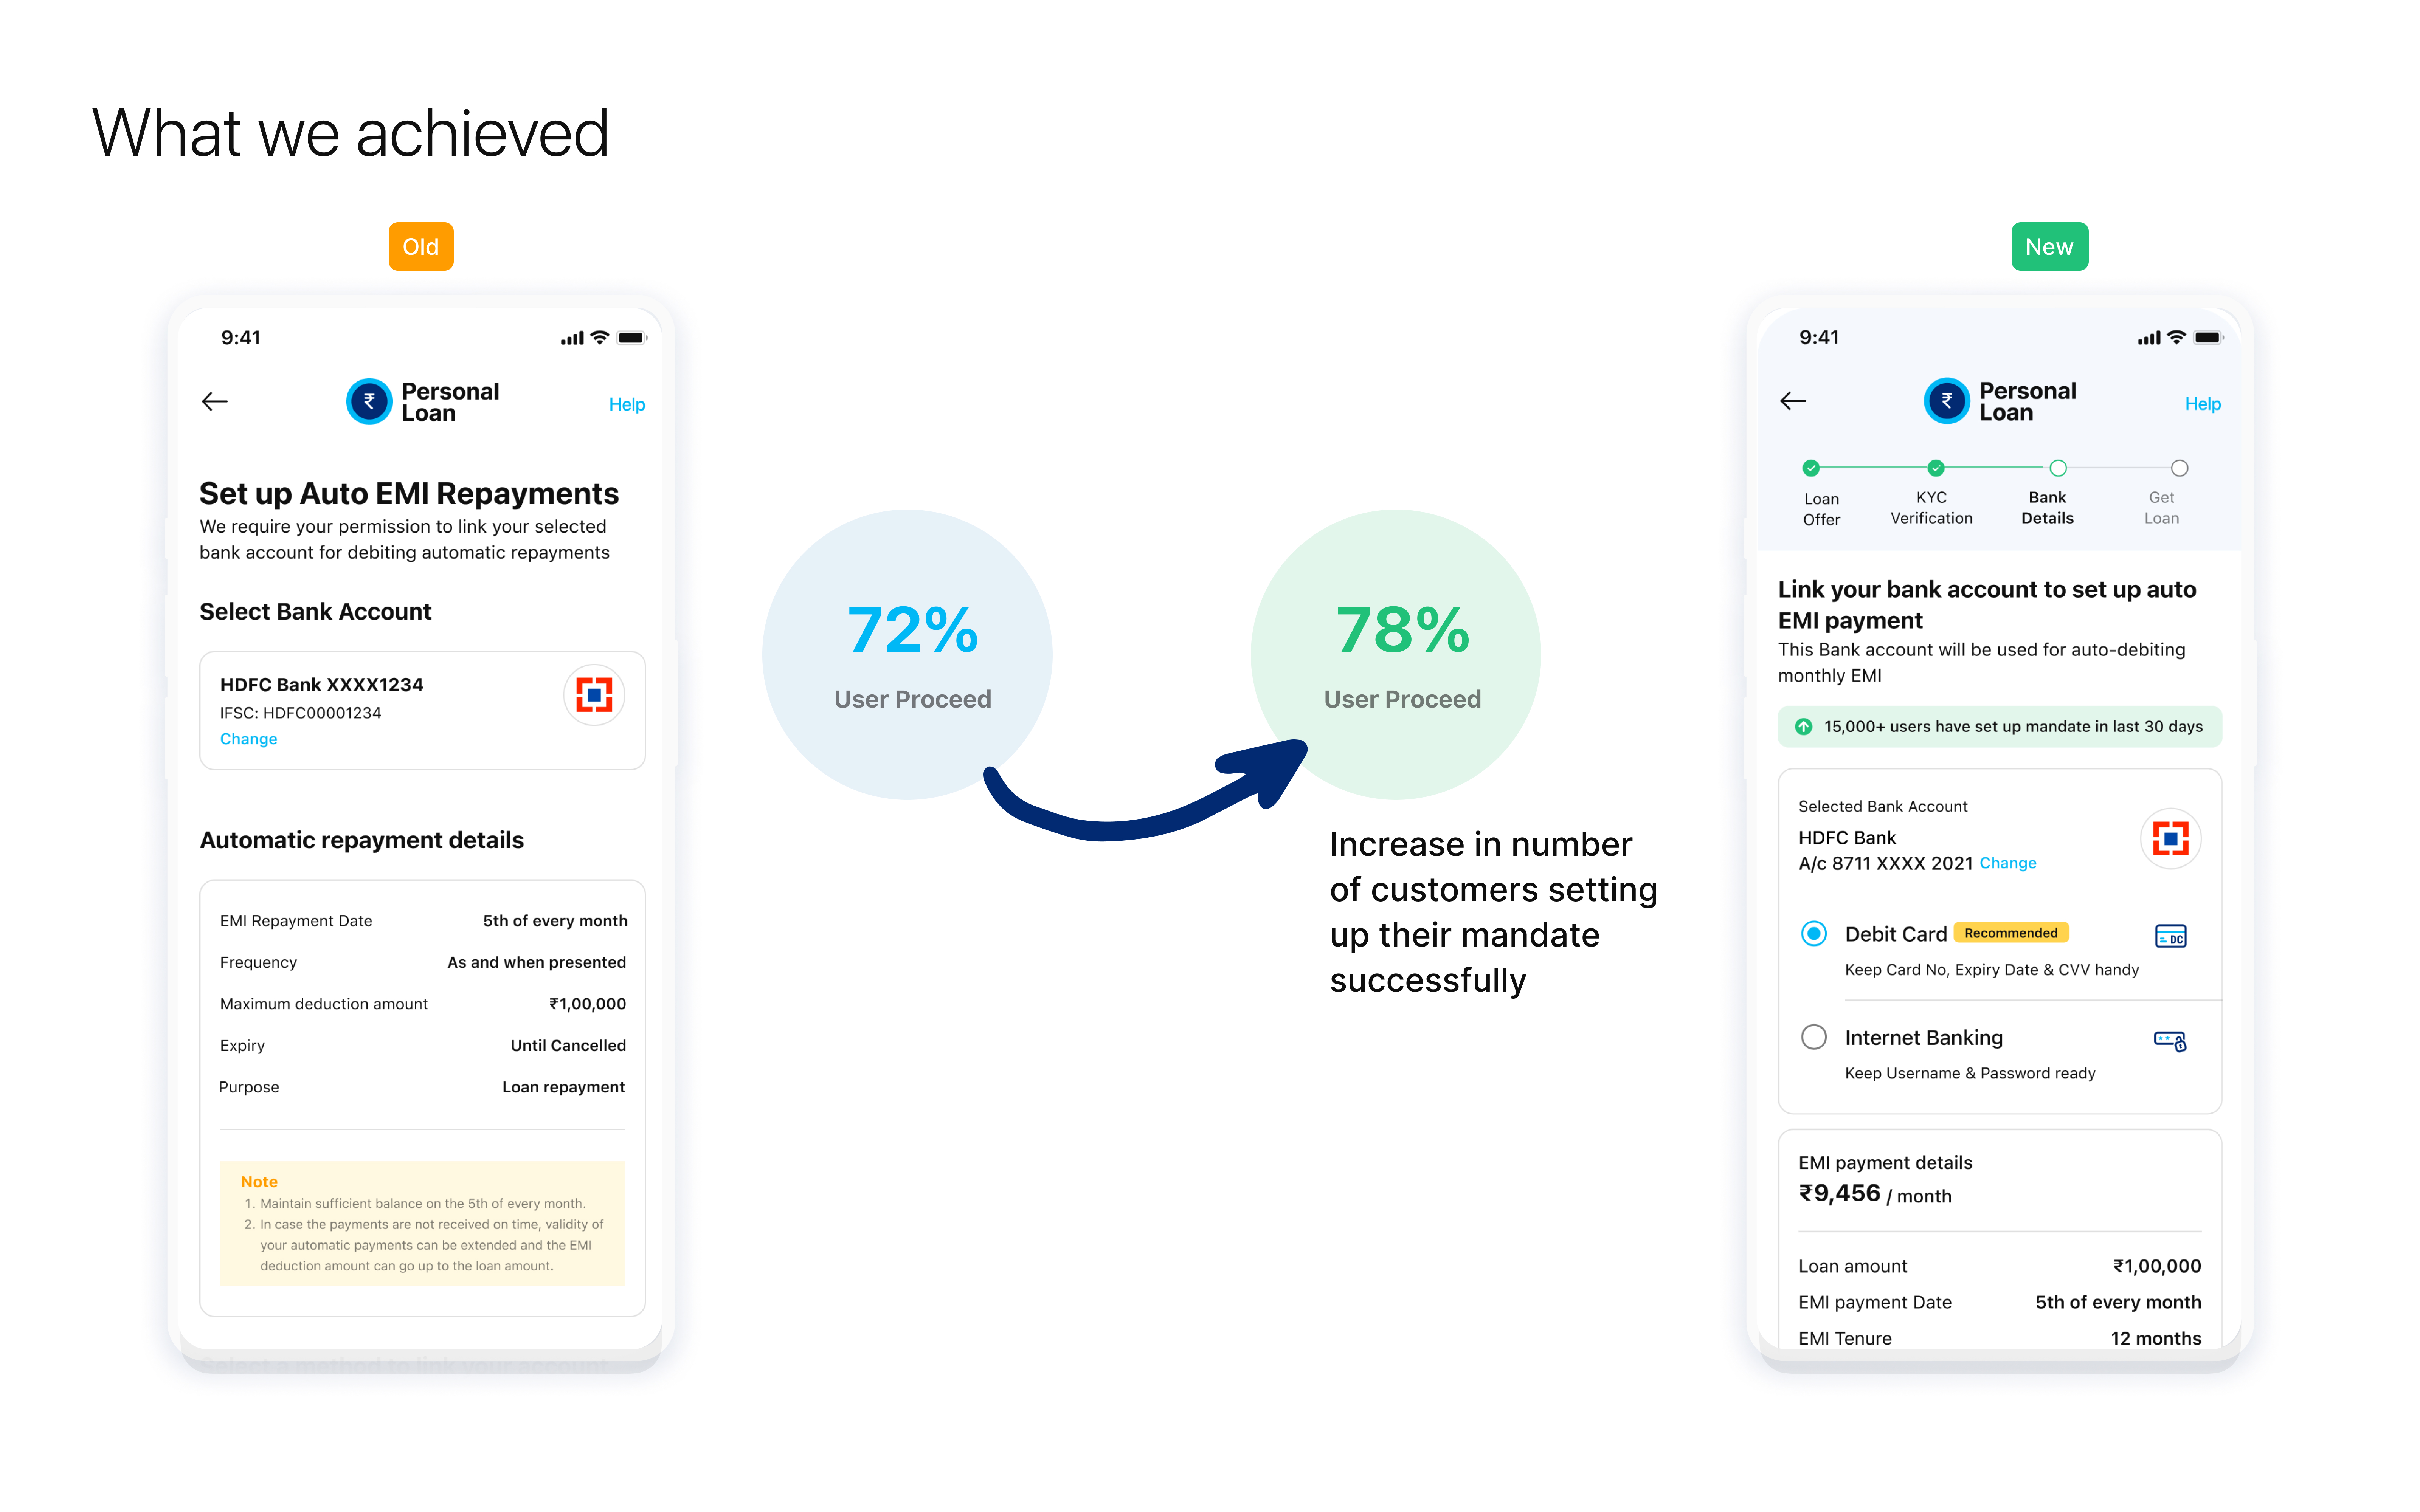 What we achieved
Old
9:41
Personal
Loan
Help
Set up Auto EMI Repayments
We require your permission to link your selected
bank account for debiting automatic repayments
Select Bank Account
HDFC Bank XXXX1234
IFSC: HDFC00001234
Change
Automatic repayment details
EMI Repayment Date 5th of every month
Frequency As and when presented
Maximum deduction amount ₹1,00,000
Expiry Until Cancelled
Purpose Loan repayment
Note
1. Maintain sufficient balance on the 5th of every month.
2. In case the payments are not received on time, validity of
your automatic payments can be extended and the EMI
deduction amount can go up to the loan amount.
Select a method to link your account
72%
User Proceed
78%
User Proceed
Increase in number
of customers setting
up their mandate
successfully
New
9:41
Personal
Loan
Help
Loan
Offer
KYC
Verification
Bank
Details
Get
Loan
Link your bank account to set up auto
EMI payment
This Bank account will be used for auto-debiting
monthly EMI
15,000+ users have set up mandate in last 30 days
Selected Bank Account
HDFC Bank
A/c 8711 XXXX 2021 Change
Debit Card Recommended
DC
Keep Card No, Expiry Date & CVV handy
Internet Banking
Keep Username & Password ready
EMI payment details
₹9,456 / month
Loan amount ₹1,00,000
EMI payment Date 5th of every month
EMI Tenure 12 months